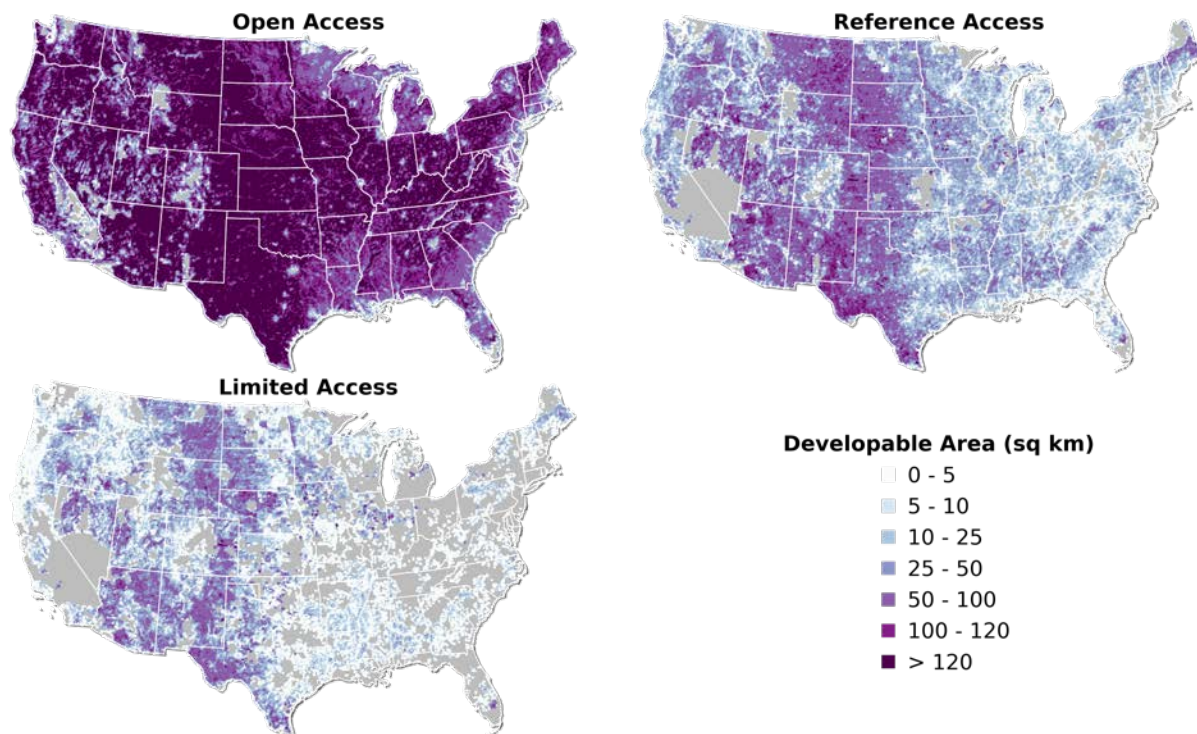 Open Access
Reference Access
Limited Access
Developable Area (sq km)
0 - 5
5 - 10
10 - 25
25 - 50
50 - 100
100 - 120
> 120